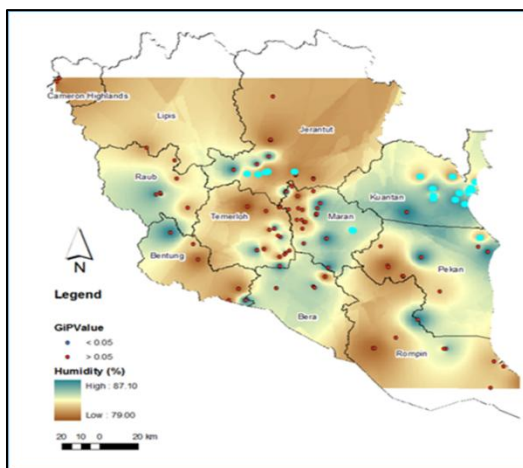 Cameron Highlands
Lipis
Jerantut
Raub
Kuantan
Temerloh
Maran
Bentung
Pekan
Bera
Rompin
N
Legend
GiPValue
< 0.05
> 0.05
Humidity (%)
High : 87.10
Low : 79.00
20 10 0 20 km